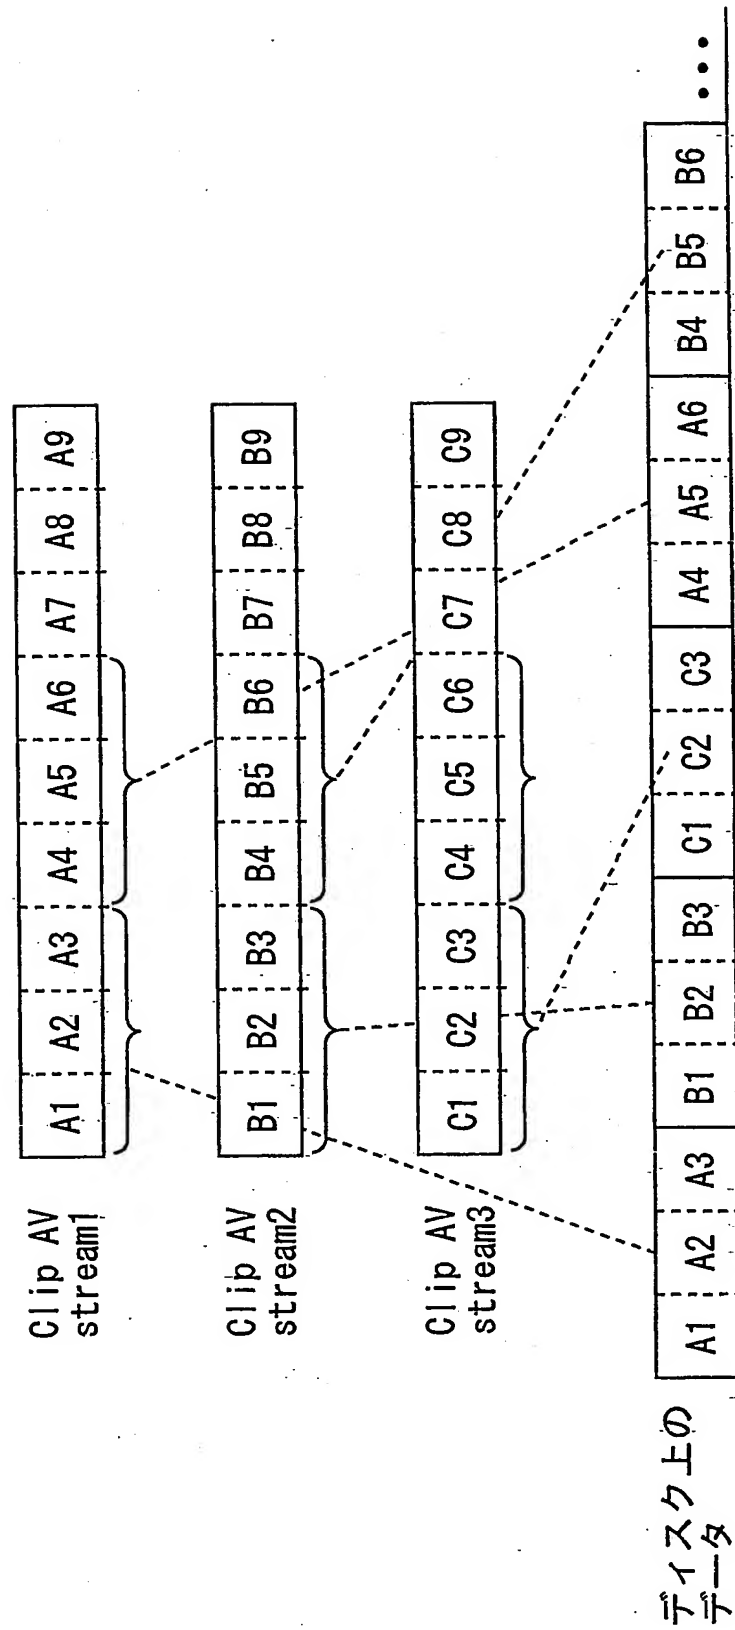 Clip AV
stream1
A1 A2 A3 A4 A5 A6 A7 A8 A9
Clip AV
stream2
B1 B2 B3 B4 B5 B6 B7 B8 B9
Clip AV
stream3
C1 C2 C3 C4 C5 C6 C7 C8 C9
ディスク上の
データ
A1 A2 A3 B1 B2 B3 C1 C2 C3 A4 A5 A6 B4 B5 B6 •••